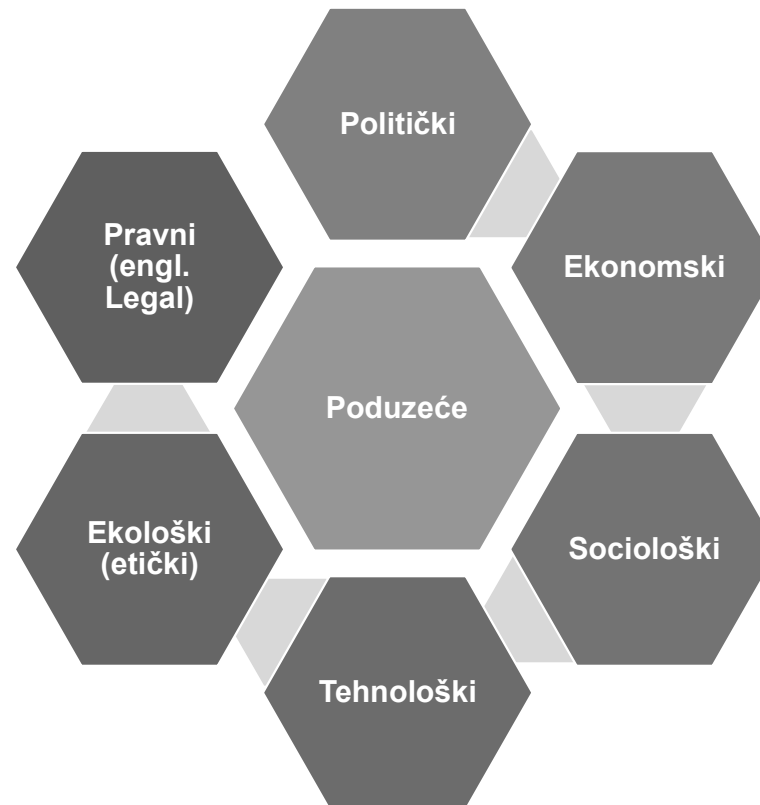 Politički
Ekonomski
Sociološki
Tehnološki
Ekološki
(etički)
Pravni
(engl.
Legal)
Poduzeće